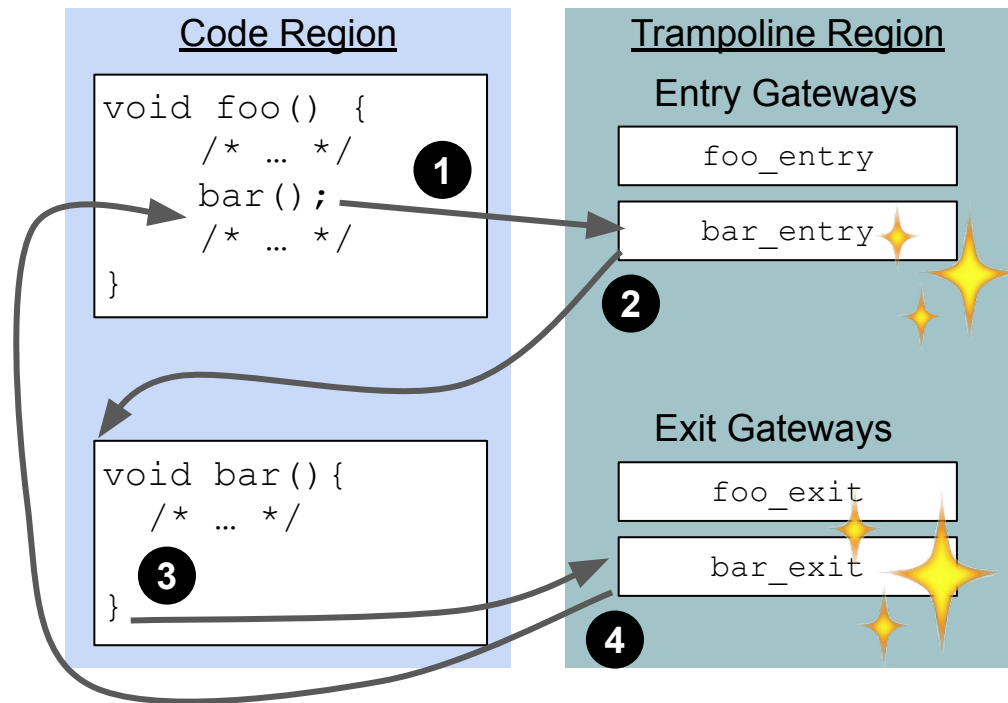 Code Region
void foo() {
/* … */
bar();
/* … */
}
1
void bar(){
/* … */
3
}
Trampoline Region
Entry Gateways
foo_entry
bar_entry
2
Exit Gateways
foo_exit
bar_exit
4